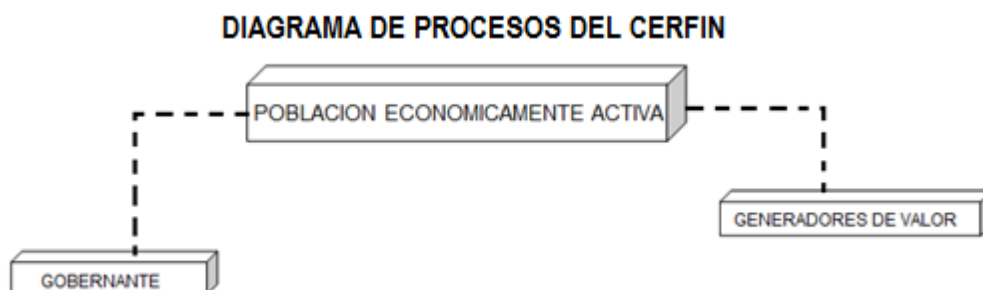 DIAGRAMA DE PROCESOS DEL CERFIN
POBLACION ECONOMICAMENTE ACTIVA
GENERADORES DE VALOR
GOBERNANTE